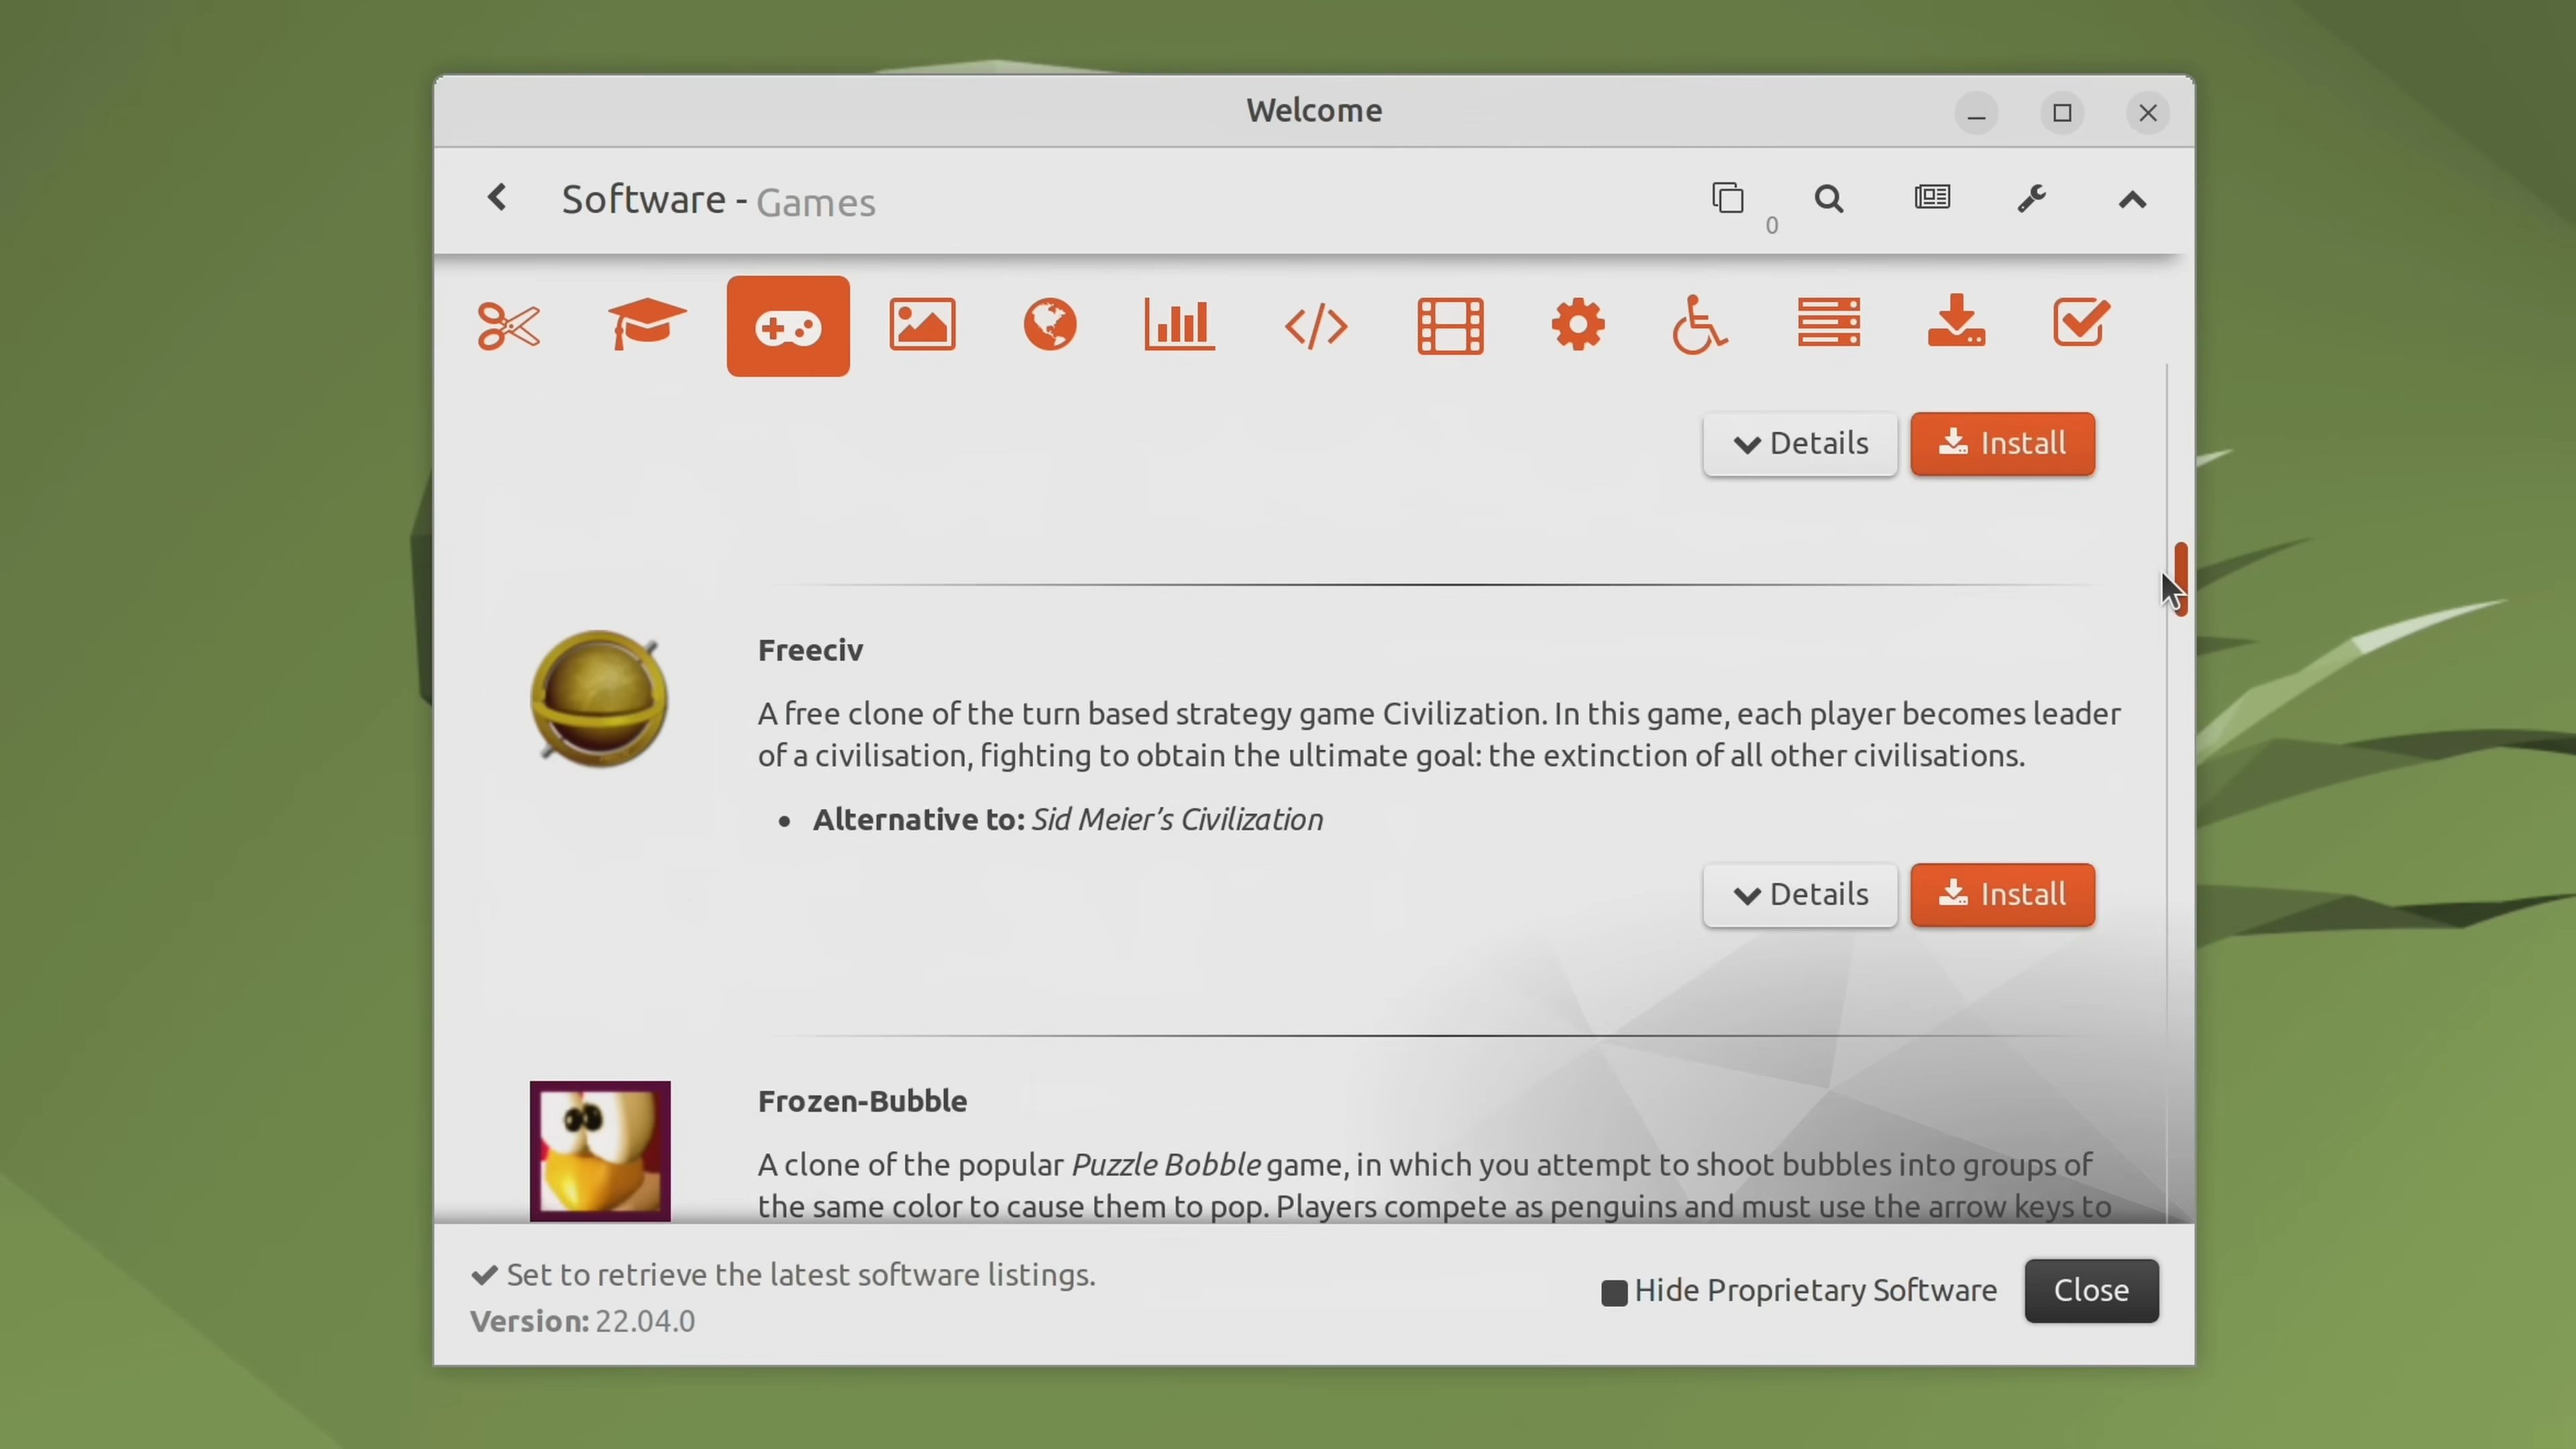 Welcome
Software - Games
0
Details
Install
Freeciv
A free clone of the turn based strategy game Civilization. In this game, each player becomes leader
of a civilisation, fighting to obtain the ultimate goal: the extinction of all other civilisations.
• Alternative to: Sid Meier’s Civilization
Details
Install
Frozen-Bubble
A clone of the popular Puzzle Bobble game, in which you attempt to shoot bubbles into groups of
the same color to cause them to pop. Players compete as penguins and must use the arrow keys to
Set to retrieve the latest software listings.
Version: 22.04.0
Hide Proprietary Software
Close